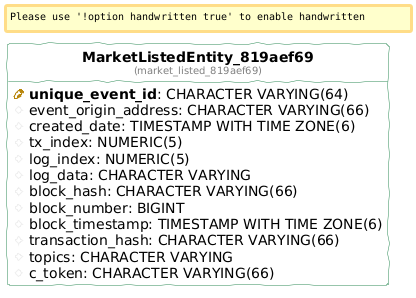 Please use '!option handwritten true' to enable handwritten
MarketListedEntity_819aef69
(market_listed_819aef69)
unique_event_id: CHARACTER VARYING(64)
event_origin_address: CHARACTER VARYING(66)
created_date: TIMESTAMP WITH TIME ZONE(6)
tx_index: NUMERIC(5)
log_index: NUMERIC(5)
log_data: CHARACTER VARYING
block_hash: CHARACTER VARYING(66)
block_number: BIGINT
block_timestamp: TIMESTAMP WITH TIME ZONE(6)
transaction_hash: CHARACTER VARYING(66)
topics: CHARACTER VARYING
c_token: CHARACTER VARYING(66)